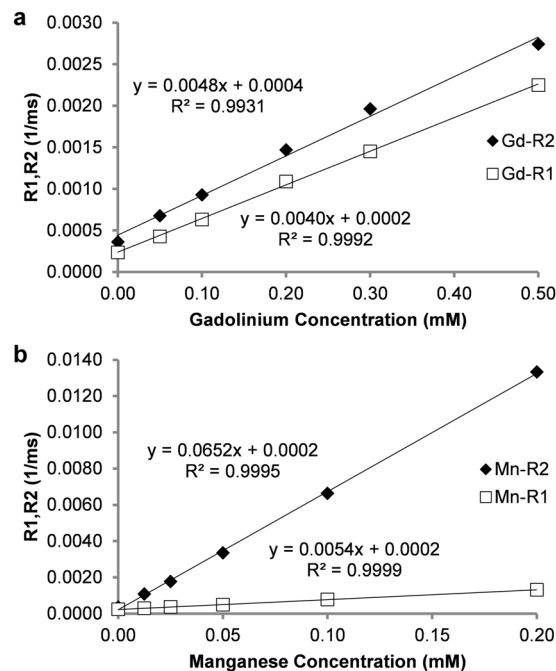 a
0.0030
0.0025
0.0020
0.0015
0.0010
0.0005
0.0000
R1,R2 (1/ms)
y = 0.0048x + 0.0004
R² = 0.9931
y = 0.0040x + 0.0002
R² = 0.9992
Gd-R2
Gd-R1
0.00 0.10 0.20 0.30 0.40 0.50
Gadolinium Concentration (mM)
b
0.0140
0.0120
0.0100
0.0080
0.0060
0.0040
0.0020
0.0000
R1,R2 (1/ms)
y = 0.0652x + 0.0002
R² = 0.9995
y = 0.0054x + 0.0002
R² = 0.9999
Mn-R2
Mn-R1
0.00 0.05 0.10 0.15 0.20
Manganese Concentration (mM)